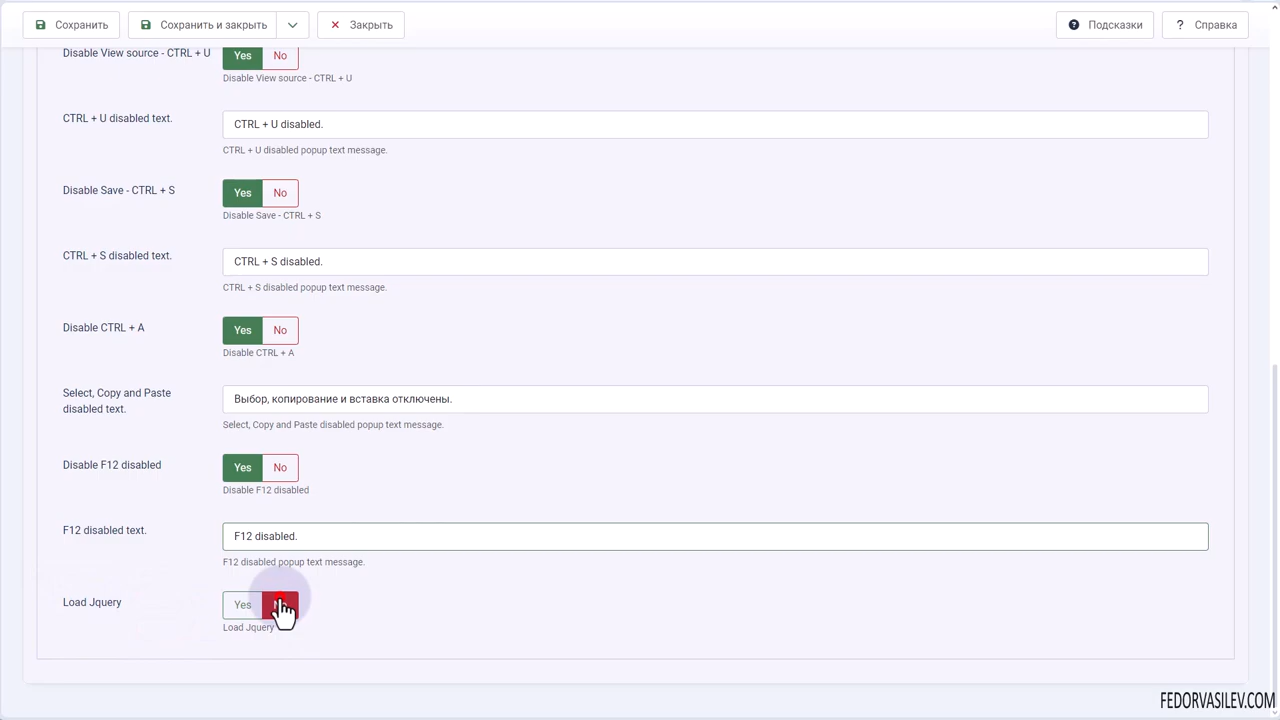 Сохранить
Сохранить и закрыть
Закрыть
Подсказки
? Справка
Disable View source - CTRL + U
Yes No
Disable View source - CTRL + U
CTRL + U disabled text.
CTRL + U disabled.
CTRL + U disabled popup text message.
Disable Save - CTRL + S
Yes No
Disable Save - CTRL + S
CTRL + S disabled text.
CTRL + S disabled.
CTRL + S disabled popup text message.
Disable CTRL + A
Yes No
Disable CTRL + A
Select, Copy and Paste
disabled text.
Выбор, копирование и вставка отключены.
Select, Copy and Paste disabled popup text message.
Disable F12 disabled
Yes No
Disable F12 disabled
F12 disabled text.
F12 disabled.
F12 disabled popup text message.
Load Jquery
Yes
Load Jquery
FEDORVASILEV.COM